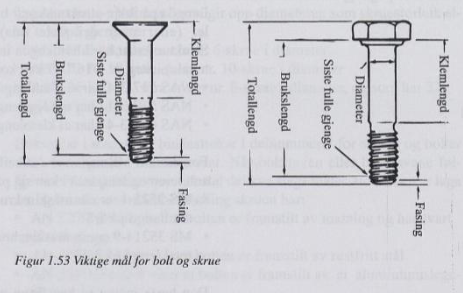 Totallengd
Brukslengd
Siste fulle gjenge
Diameter
Klemlengd
Fasing
Totallengd
Brukslengd
Siste fulle gjenge
Diameter
Klemlengd
Fasing
Figur 1.53 Viktige mål for bolt og skrue